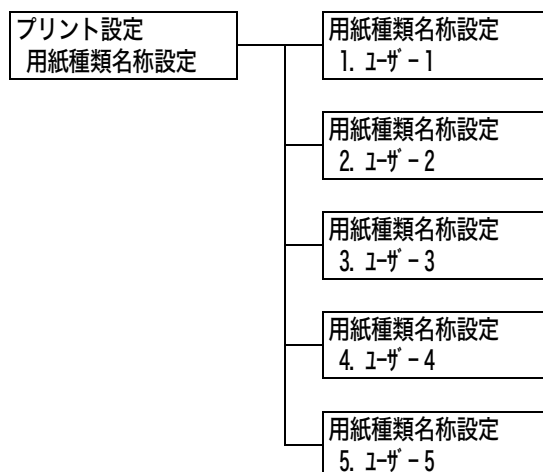 プリント設定
用紙種類名称設定
用紙種類名称設定
1. ﾕｰｻﾞｰ1
用紙種類名称設定
2. ﾕｰｻﾞｰ2
用紙種類名称設定
3. ﾕｰｻﾞｰ3
用紙種類名称設定
4. ﾕｰｻﾞｰ4
用紙種類名称設定
5. ﾕｰｻﾞｰ5